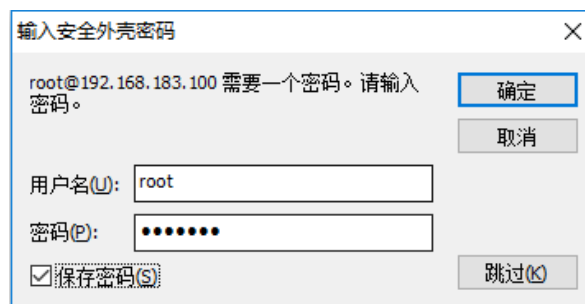 输入安全外壳密码
root@192.168.183.100 需要一个密码。请输入
密码。
确定
取消
用户名(U): root
密码(P): •••••••
保存密码(S)
跳过(K)